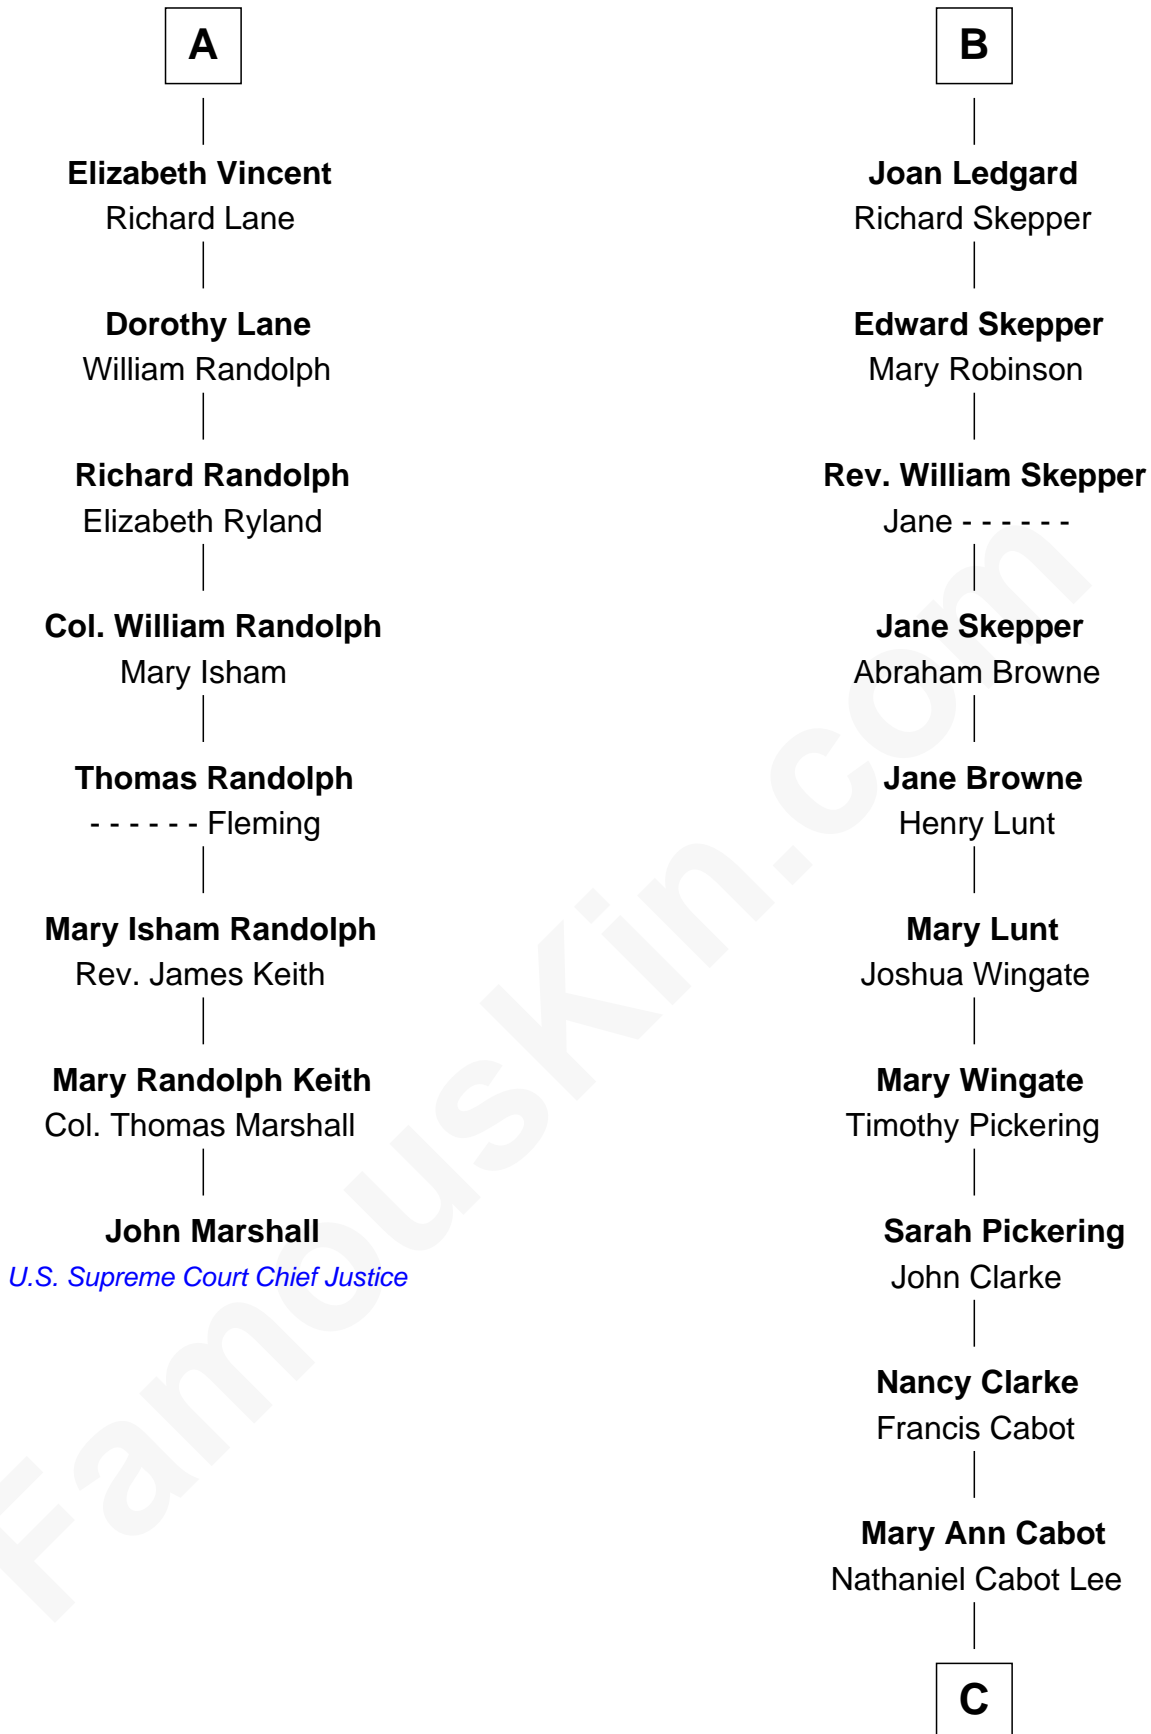 A
Elizabeth Vincent
Richard Lane
Dorothy Lane
William Randolph
Richard Randolph
Elizabeth Ryland
Col. William Randolph
Mary Isham
Thomas Randolph
- - - - - - Fleming
Mary Isham Randolph
Rev. James Keith
Mary Randolph Keith
Col. Thomas Marshall
John Marshall
U.S. Supreme Court Chief Justice
B
Joan Ledgard
Richard Skepper
Edward Skepper
Mary Robinson
Rev. William Skepper
Jane - - - - - -
Jane Skepper
Abraham Browne
Jane Browne
Henry Lunt
Mary Lunt
Joshua Wingate
Mary Wingate
Timothy Pickering
Sarah Pickering
John Clarke
Nancy Clarke
Francis Cabot
Mary Ann Cabot
Nathaniel Cabot Lee
C
FamousKin.com